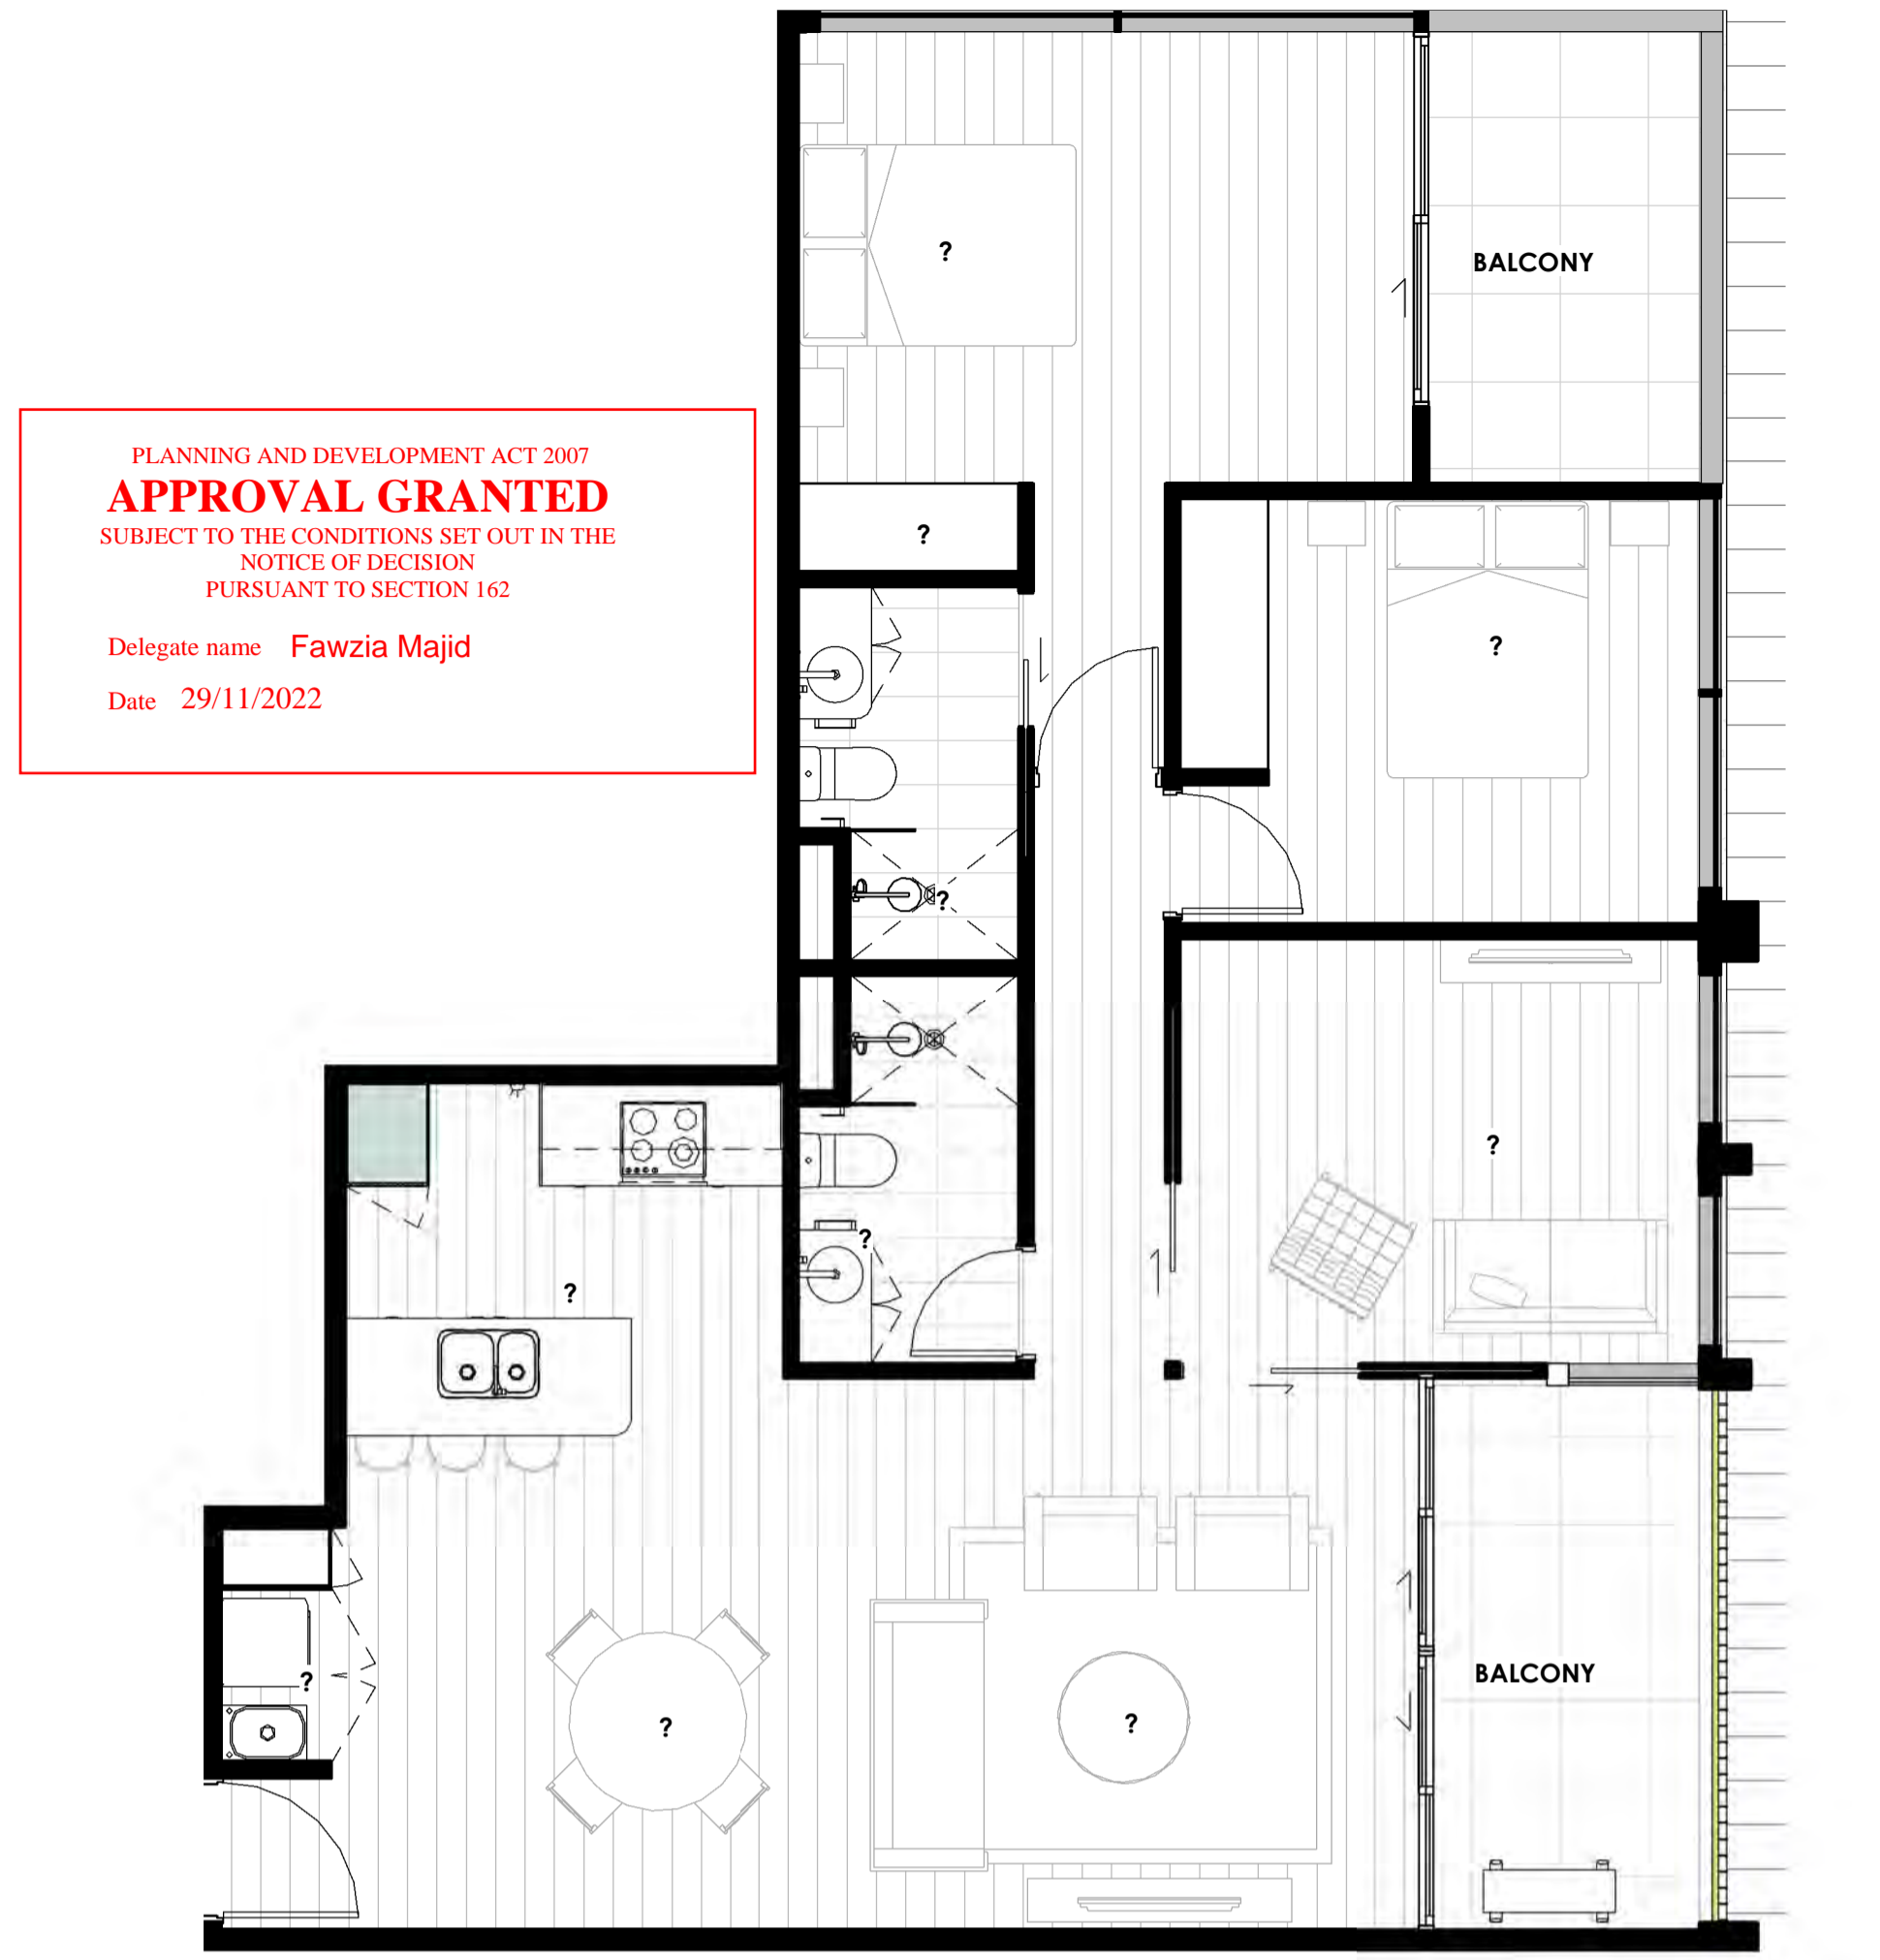 ?
BALCONY
PLANNING AND DEVELOPMENT ACT 2007
APPROVAL GRANTED
SUBJECT TO THE CONDITIONS SET OUT IN THE
NOTICE OF DECISION
PURSUANT TO SECTION 162
Delegate name Fawzia Majid
Date 29/11/2022
?
?
?
?
?
?
?
BALCONY
?
?
?